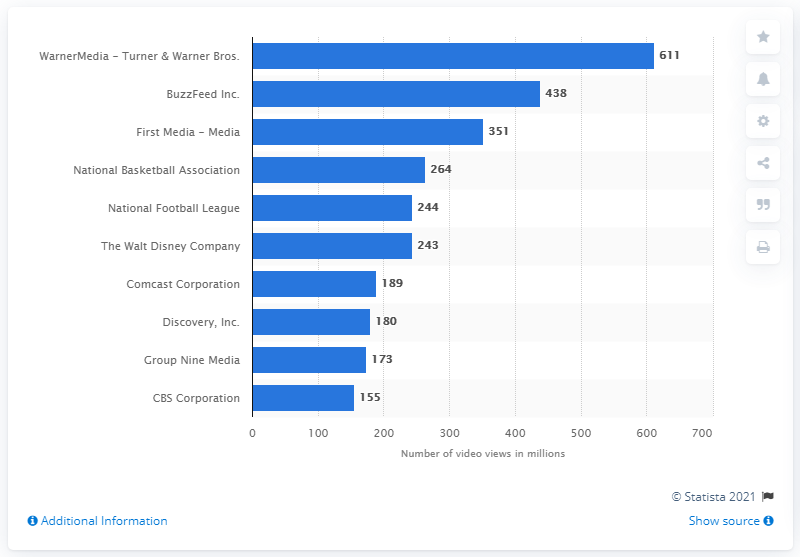 WarnerMedia – Turner & Warner Bros. 611
BuzzFeed Inc. 438
First Media – Media 351
National Basketball Association 264
National Football League 244
The Walt Disney Company 243
Comcast Corporation 189
Discovery, Inc. 180
Group Nine Media 173
CBS Corporation 155
0 100 200 300 400 500 600 700
Number of video views in millions
© Statista 2021
Additional Information Show source